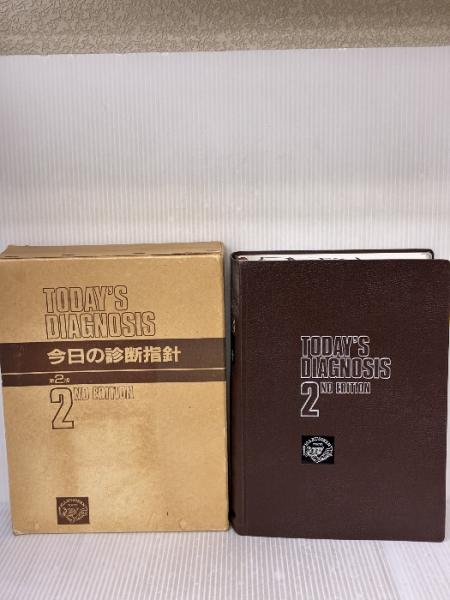 TODAY'S
DIAGNOSIS
今日の診断指針
第2版
2ND EDITION
TODAY'S
DIAGNOSIS
2ND EDITION